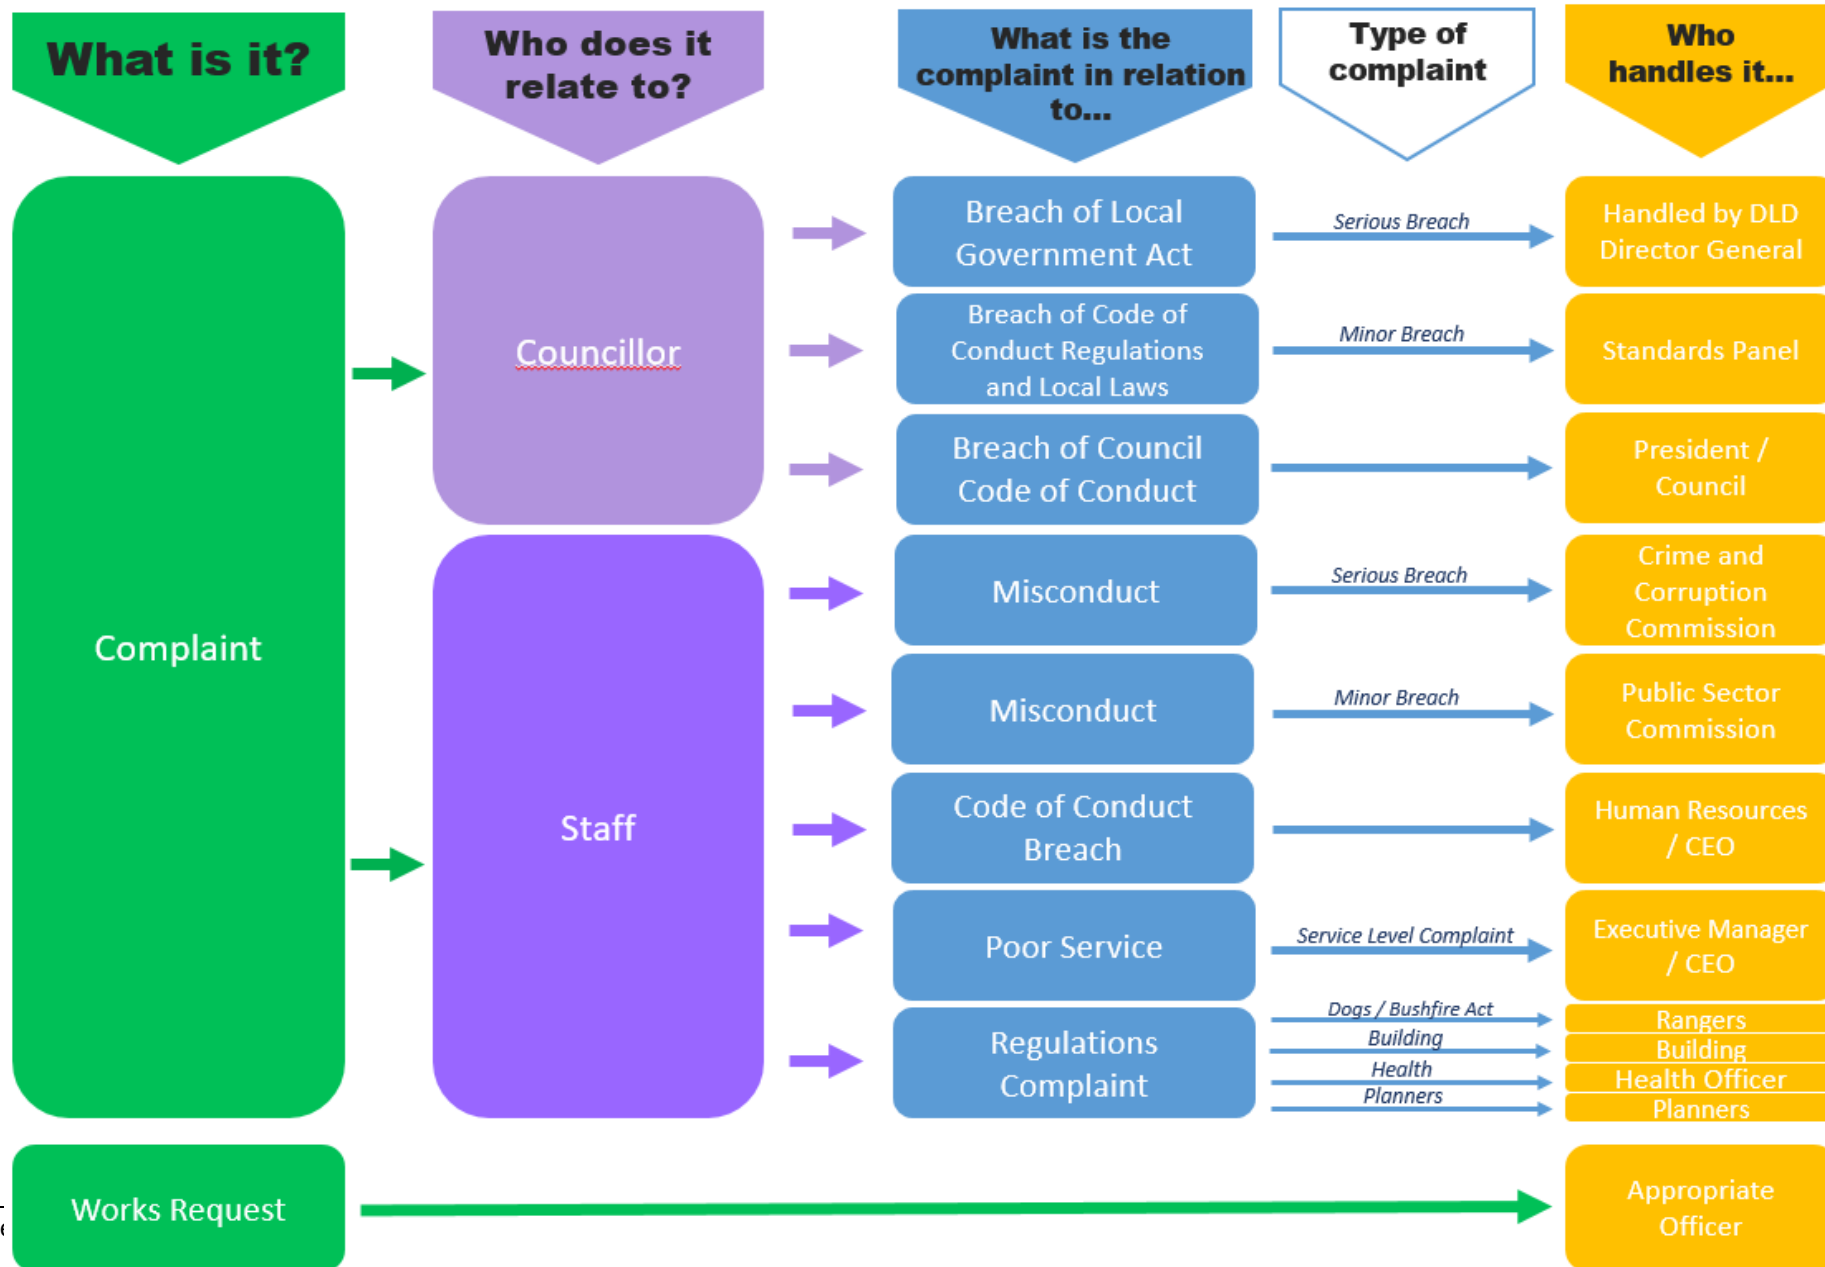 What is it?
Who does it
relate to?
What is the
complaint in relation
to...
Type of
complaint
Who
handles it...
Complaint
Councillor
Breach of Local
Government Act
Serious Breach
Handled by DLD
Director General
Breach of Code of
Conduct Regulations
and Local Laws
Minor Breach
Standards Panel
Breach of Council
Code of Conduct
President /
Council
Staff
Misconduct
Serious Breach
Crime and
Corruption
Commission
Misconduct
Minor Breach
Public Sector
Commission
Code of Conduct
Breach
Human Resources
/ CEO
Poor Service
Service Level Complaint
Executive Manager
/ CEO
Regulations
Complaint
Dogs / Bushfire Act
Rangers
Building
Building
Health
Health Officer
Planners
Planners
Works Request
Appropriate
Officer